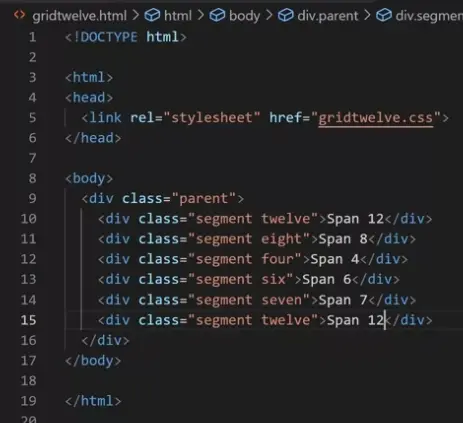 gridtwelve.html > html > body > div.parent > div.segmen
1 <!DOCTYPE html>
2
3 <html>
4 <head>
5 <link rel="stylesheet" href="gridtwelve.css">
6 </head>
7
8 <body>
9 <div class="parent">
10 <div class="segment twelve">Span 12</div>
11 <div class="segment eight">Span 8</div>
12 <div class="segment four">Span 4</div>
13 <div class="segment six">Span 6</div>
14 <div class="segment seven">Span 7</div>
15 <div class="segment twelve">Span 12</div>
16 </div>
17 </body>
18
19 </html>
20